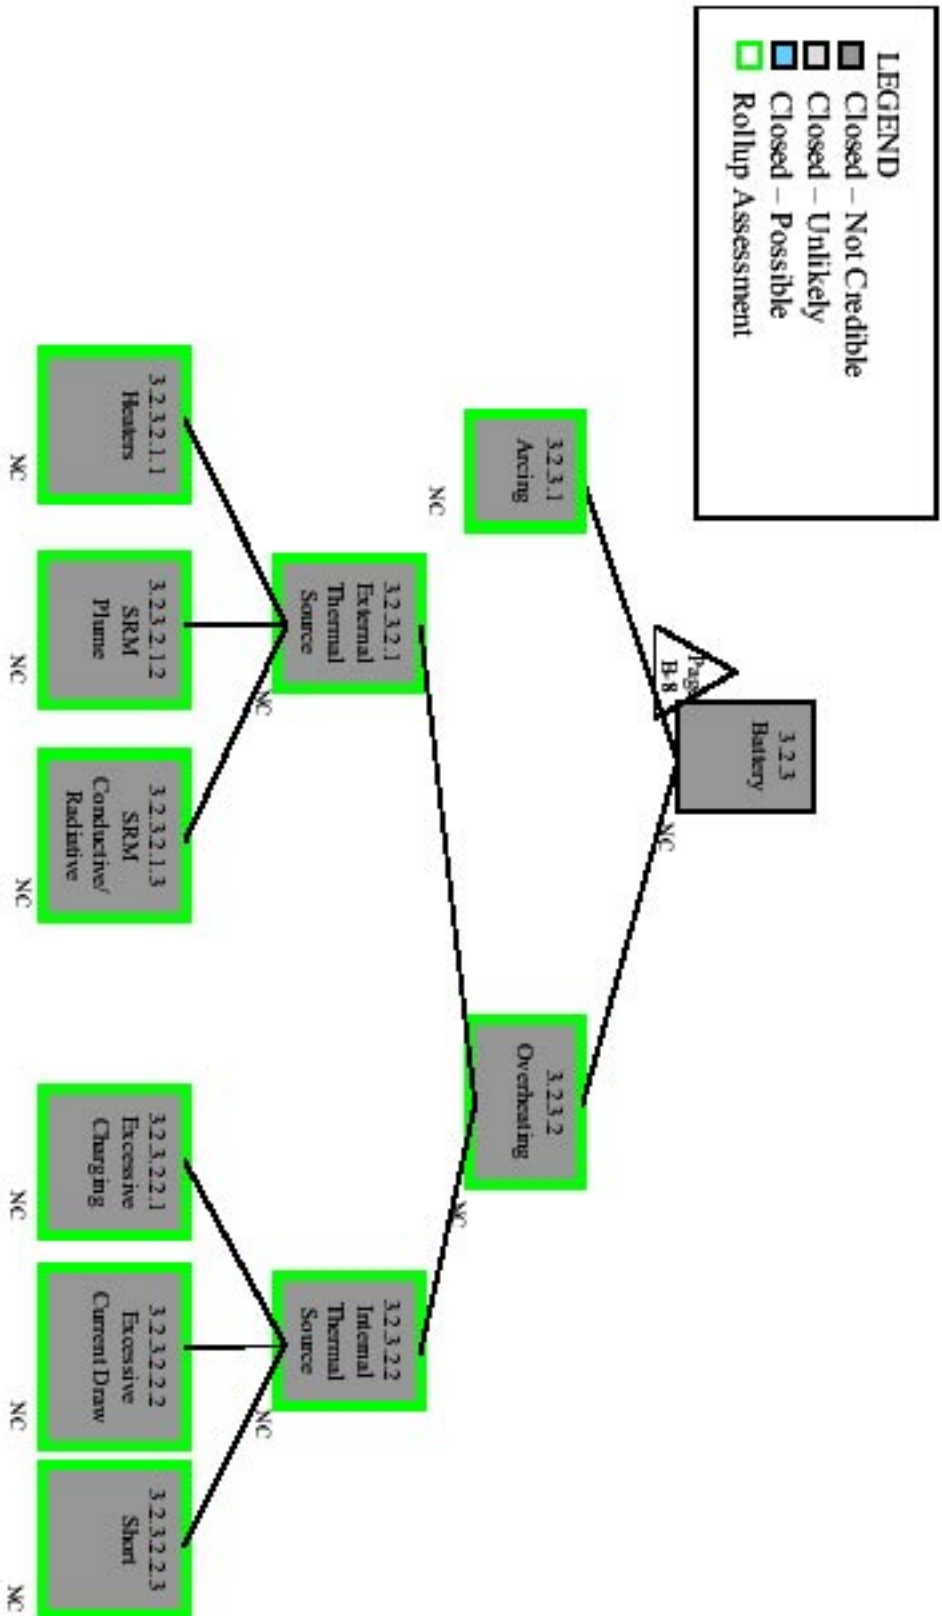 LEGEND
Closed – Not Credible
Closed – Unlikely
Closed – Possible
Rollup Assessment
3.2.3
Battery
Page
B-8
NC
3.2.3.1
Arcing
NC
3.2.3.2
Overheating
NC
3.2.3.2.1
External
Thermal
Source
NC
3.2.3.2.2
Internal
Thermal
Source
NC
3.2.3.2.1.1
Heaters
NC
3.2.3.2.1.2
SRM
Plume
NC
3.2.3.2.1.3
SRM
Conductive/
Radiative
NC
3.2.3.2.2.1
Excessive
Charging
NC
3.2.3.2.2.2
Excessive
Current Draw
NC
3.2.3.2.2.3
Short
NC